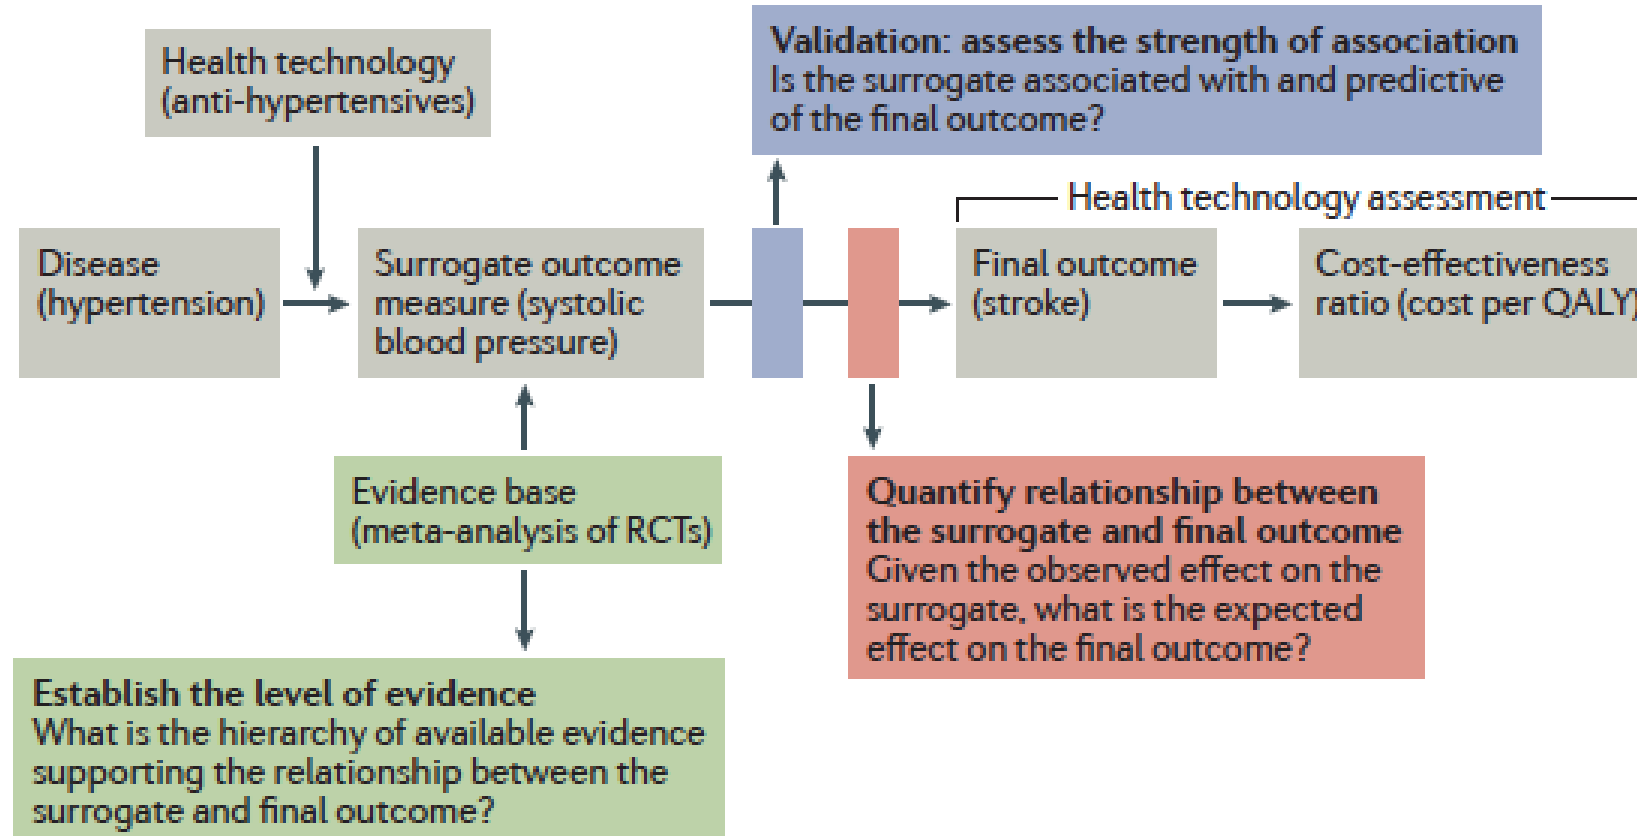 Health technology
(anti-hypertensives)
Validation: assess the strength of association
Is the surrogate associated with and predictive
of the final outcome?
Health technology assessment
Disease
(hypertension)
Surrogate outcome
measure (systolic
blood pressure)
Final outcome
(stroke)
Cost-effectiveness
ratio (cost per QALY)
Evidence base
(meta-analysis of RCTs)
Quantify relationship between
the surrogate and final outcome
Given the observed effect on the
surrogate, what is the expected
effect on the final outcome?
Establish the level of evidence
What is the hierarchy of available evidence
supporting the relationship between the
surrogate and final outcome?